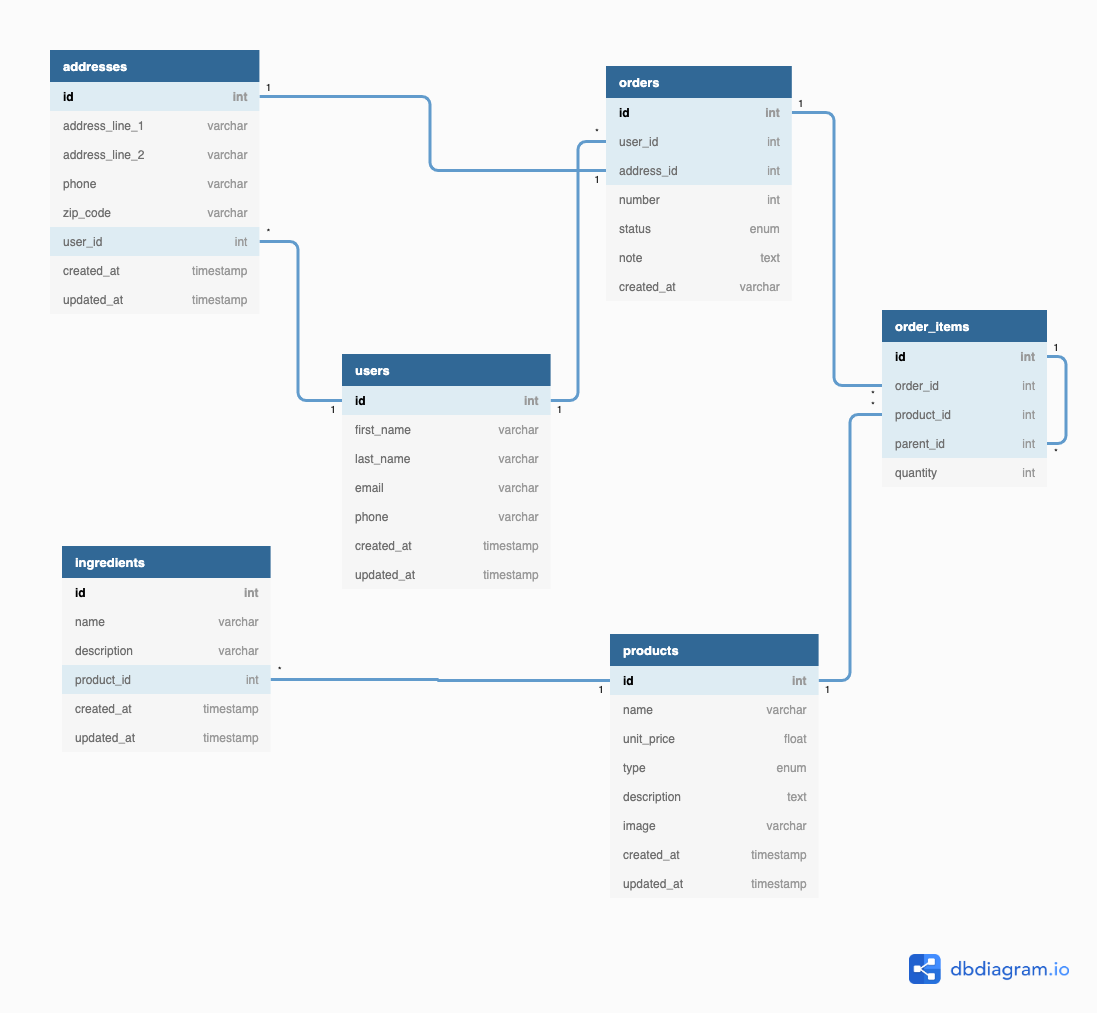 addresses
1
id int
address_line_1 varchar
address_line_2 varchar
phone varchar
zip_code varchar
*
user_id int
created_at timestamp
updated_at timestamp
orders
1
id int
*
user_id int
address_id int
1
number int
status enum
note text
created_at varchar
order_items
1
id int
order_id int
*
*
product_id int
parent_id int
*
quantity int
users
id int
1
1
first_name varchar
last_name varchar
email varchar
phone varchar
created_at timestamp
updated_at timestamp
ingredients
id int
name varchar
description varchar
*
product_id int
created_at timestamp
updated_at timestamp
products
id int
1
1
name varchar
unit_price float
type enum
description text
image varchar
created_at timestamp
updated_at timestamp
dbdiagram.io